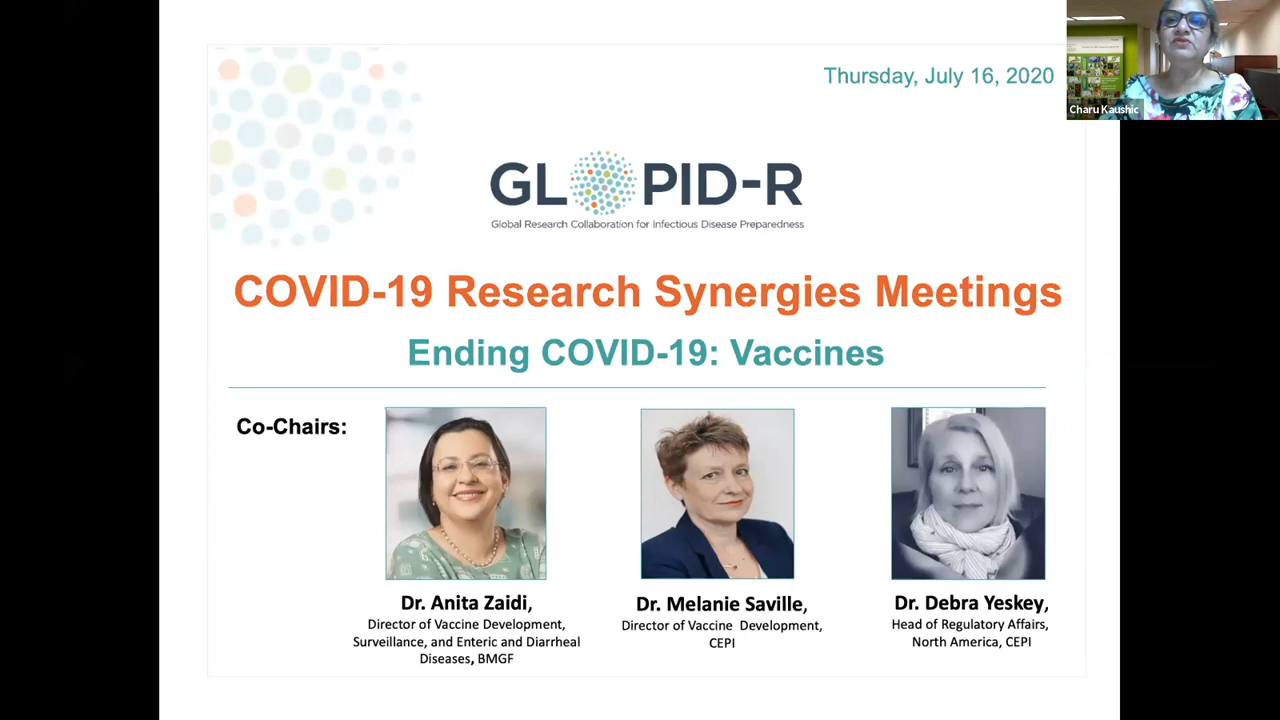 Thursday, July 16, 2020
Charu Kaushic
GLOPID-R
Global Research Collaboration for Infectious Disease Preparedness
COVID-19 Research Synergies Meetings
Ending COVID-19: Vaccines
Co-Chairs:
Dr. Anita Zaidi,
Director of Vaccine Development,
Surveillance, and Enteric and Diarrheal
Diseases, BMGF
Dr. Melanie Saville,
Director of Vaccine Development,
CEPI
Dr. Debra Yeskey,
Head of Regulatory Affairs,
North America, CEPI